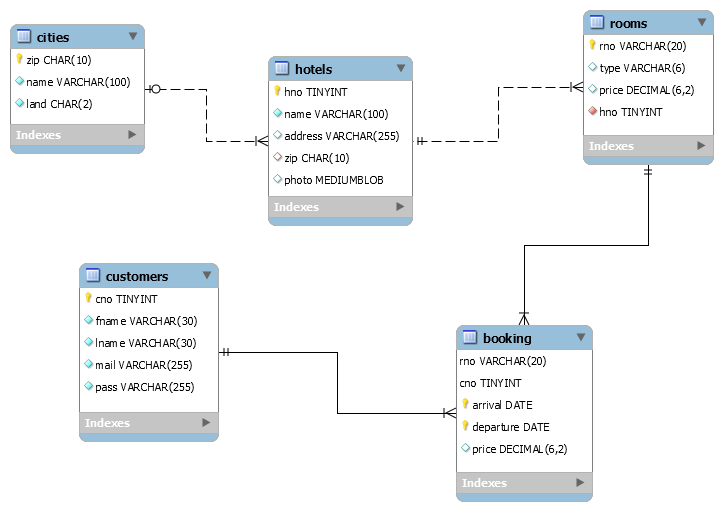 cities
zip CHAR(10)
name VARCHAR(100)
land CHAR(2)
Indexes
hotels
hno TINYINT
name VARCHAR(100)
address VARCHAR(255)
zip CHAR(10)
photo MEDIUMBLOB
Indexes
rooms
rno VARCHAR(20)
type VARCHAR(6)
price DECIMAL(6,2)
hno TINYINT
Indexes
customers
cno TINYINT
fname VARCHAR(30)
lname VARCHAR(30)
mail VARCHAR(255)
pass VARCHAR(255)
Indexes
booking
rno VARCHAR(20)
cno TINYINT
arrival DATE
departure DATE
price DECIMAL(6,2)
Indexes